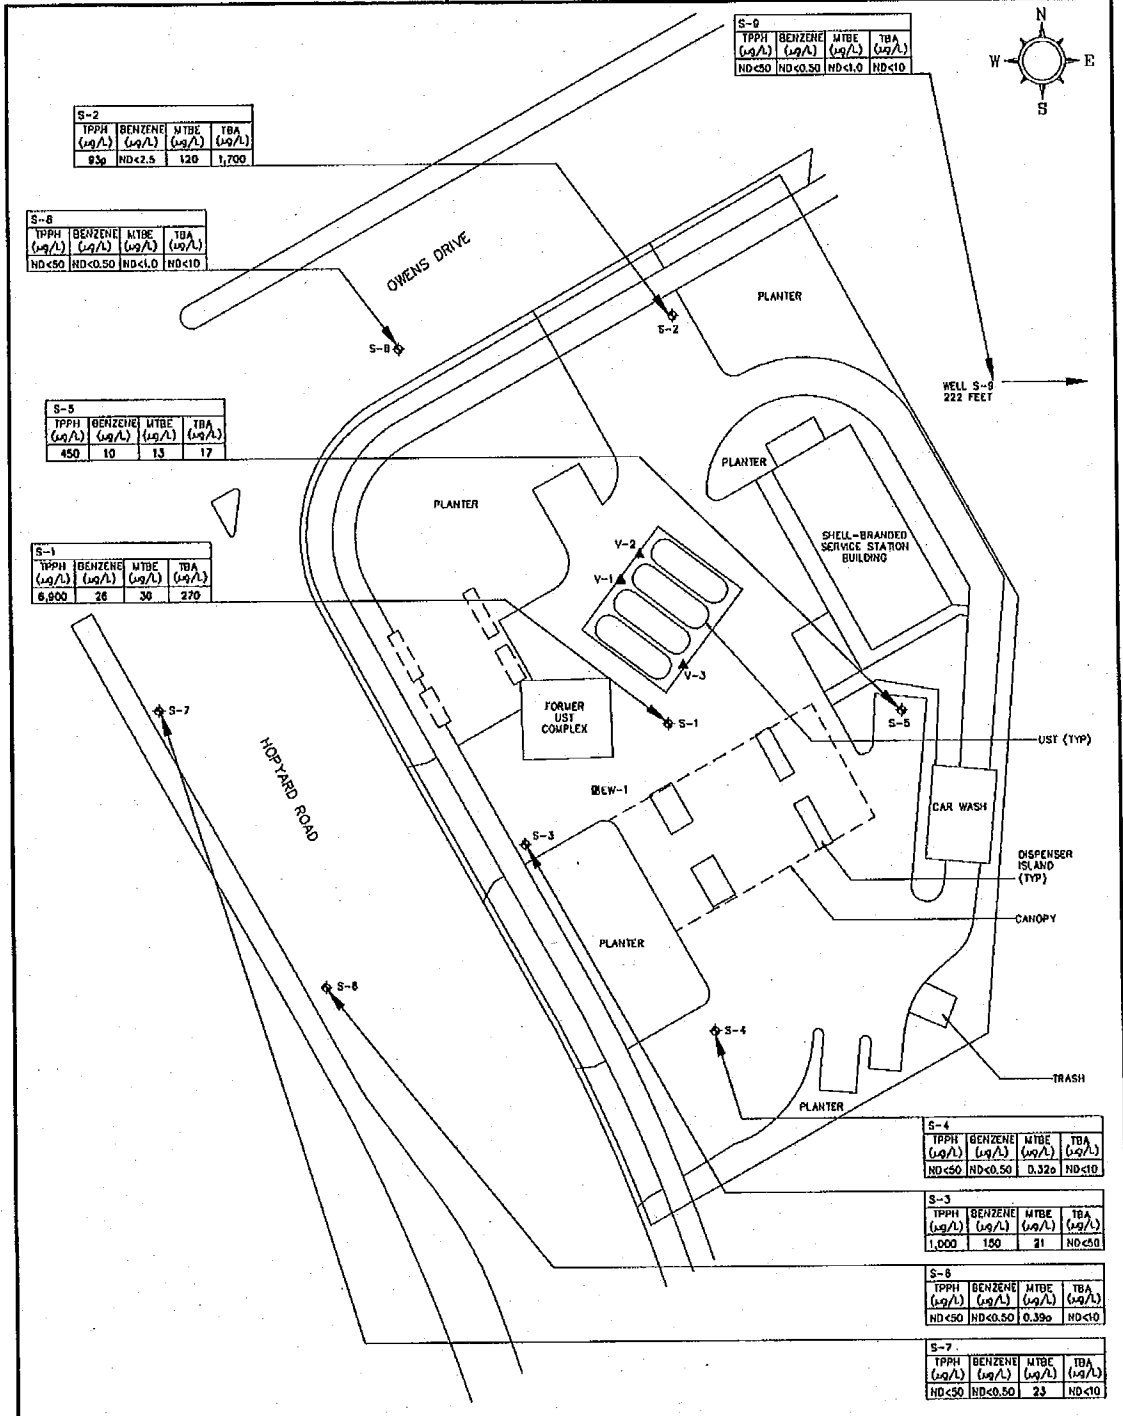 S-9
TPPH BENZENE MTBE TBA
(µg/L) (µg/L) (µg/L) (µg/L)
ND<50 ND<0.50 ND<1.0 ND<10
N
W E
S
S-2
TPPH BENZENE MTBE TBA
(µg/L) (µg/L) (µg/L) (µg/L)
93g ND<2.5 120 1,700
S-8
TPPH BENZENE MTBE TBA
(µg/L) (µg/L) (µg/L) (µg/L)
ND<50 ND<0.50 ND<1.0 ND<10
OWENS DRIVE
PLANTER
S-2
S-8
WELL S-9
222 FEET
S-5
TPPH BENZENE MTBE TBA
(µg/L) (µg/L) (µg/L) (µg/L)
450 10 13 17
PLANTER
PLANTER
SHELL-BRANDED
SERVICE STATION
BUILDING
V-2
V-1
S-1
TPPH BENZENE MTBE TBA
(µg/L) (µg/L) (µg/L) (µg/L)
6,900 26 30 270
V-3
FORMER
UST
COMPLEX
S-7
S-1
S-5
UST (TYP)
HOPYARD ROAD
EW-1
CAR WASH
S-3
DISPENSER
ISLAND
(TYP)
CANOPY
PLANTER
S-6
S-4
TRASH
PLANTER
S-4
TPPH BENZENE MTBE TBA
(µg/L) (µg/L) (µg/L) (µg/L)
ND<50 ND<0.50 0.32o ND<10
S-3
TPPH BENZENE MTBE TBA
(µg/L) (µg/L) (µg/L) (µg/L)
1,000 150 21 ND<50
S-6
TPPH BENZENE MTBE TBA
(µg/L) (µg/L) (µg/L) (µg/L)
ND<50 ND<0.50 0.39o ND<10
S-7
TPPH BENZENE MTBE TBA
(µg/L) (µg/L) (µg/L) (µg/L)
ND<50 ND<0.50 23 ND<10